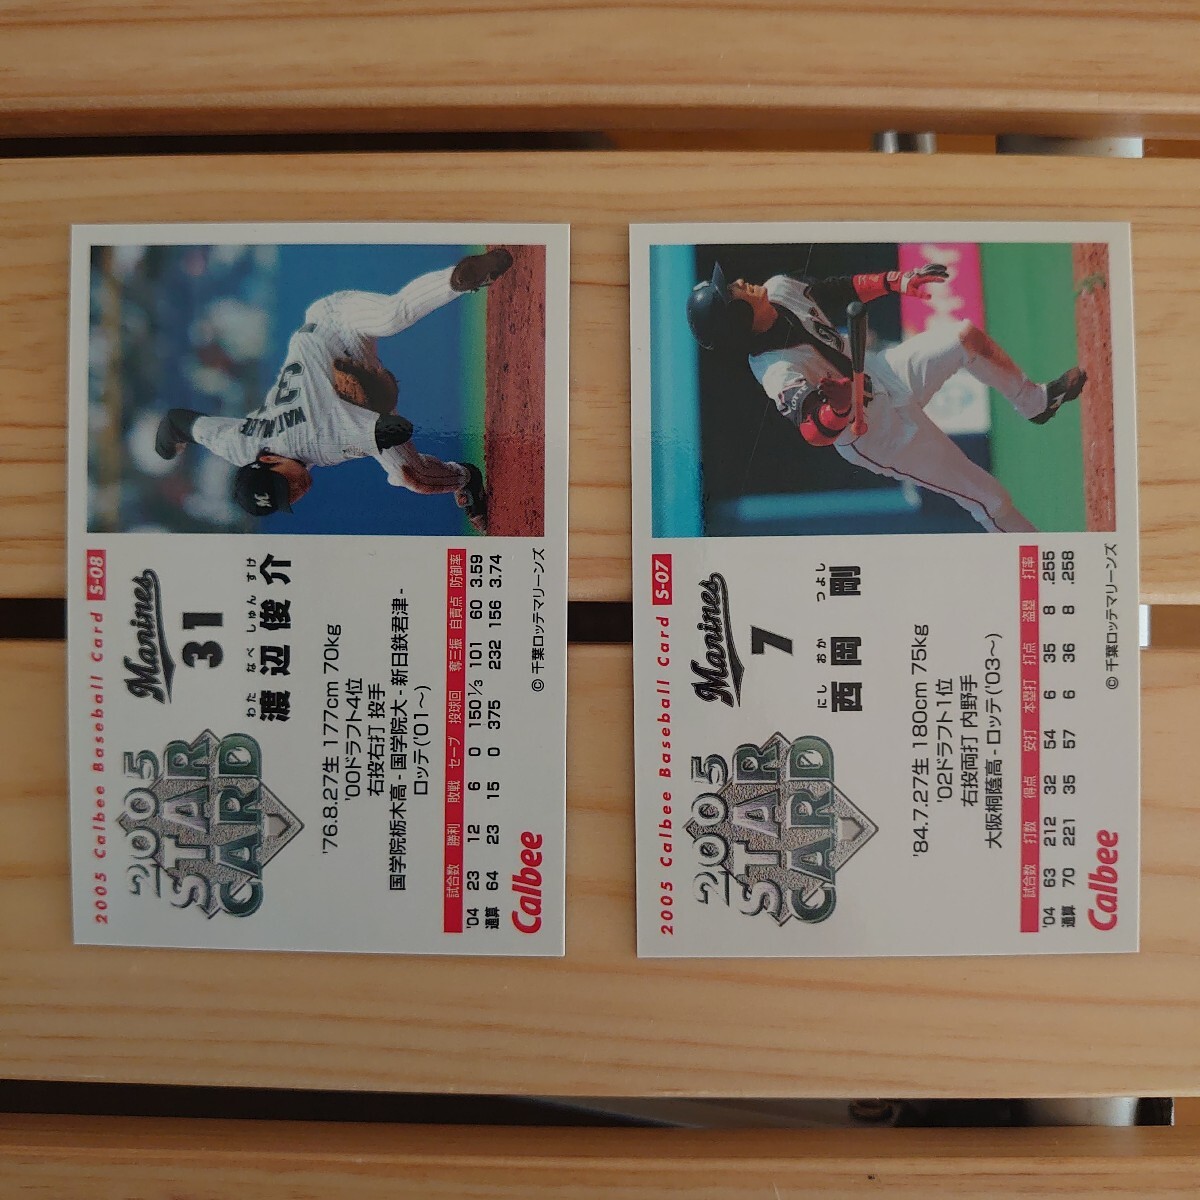 2005 Calbee Baseball Card S-08
2005
STAR
CARD
Marines
31
わた なべ しゅん すけ
渡辺俊介
'76.8.27生 177cm 70kg
'00ドラフト4位
右投右打 投手
国学院栃木高 - 国学院大 - 新日鉄君津 -
ロッテ('01～)
試合数 勝利 敗戦 セーブ 投球回 奪三振 自責点 防御率
'04 23 12 6 0 150⅓ 101 60 3.59
通算 64 23 15 0 375 232 156 3.74
Calbee
© 千葉ロッテマリーンズ
2005 Calbee Baseball Card S-07
2005
STAR
CARD
Marines
7
にし おか つよし
西岡 剛
'84.7.27生 180cm 75kg
'02ドラフト1位
右投両打 内野手
大阪桐蔭高 - ロッテ('03～)
試合数 打数 得点 安打 本塁打 打点 盗塁 打率
'04 63 212 32 54 6 35 8 .255
通算 70 221 35 57 6 36 8 .258
Calbee
© 千葉ロッテマリーンズ